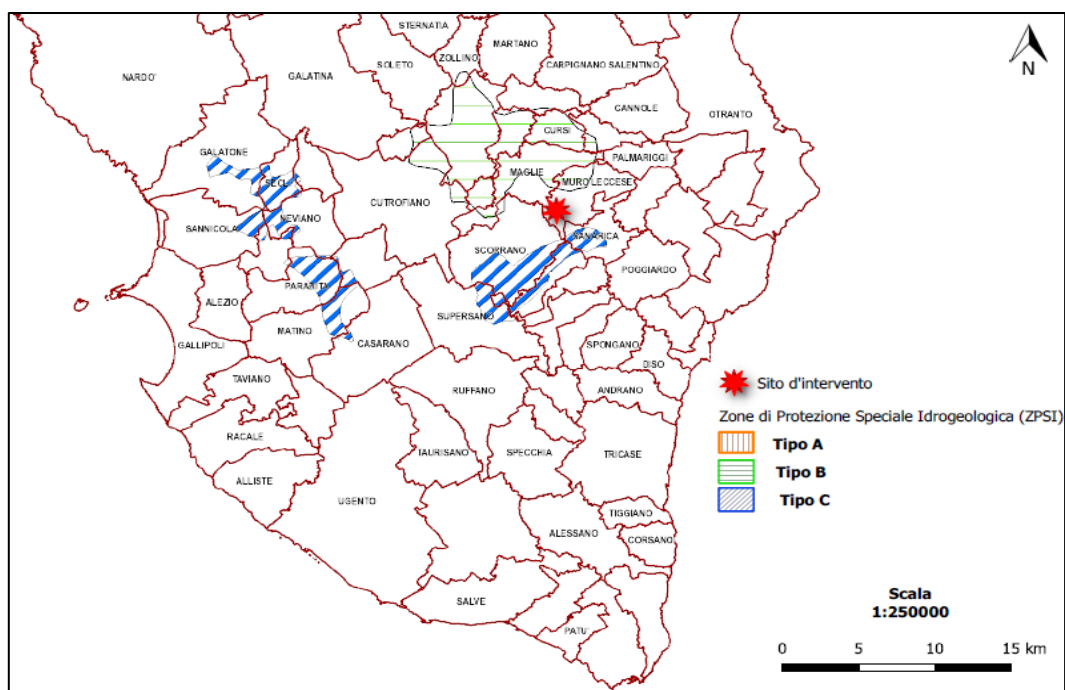 STERNATIA
MARTANO
ZOLLINO
SOLETO
CARPIGNANO SALENTINO
NARDO'
GALATINA
CANNOLE
OTRANTO
CURSI
GALATONE
PALMARIGGI
MAGLIE
SECLI'
MURO LECCESE
CUTROFIANO
NEVIANO
SANNICOLA
SANARICA
SCORRANO
POGGIARDO
PARABITA
ALEZIO
SUPERSANO
MATINO
CASARANO
GALLIPOLI
SPONGANO
DISO
TAVIANO
RUFFANO
ANDRANO
RACALE
TAURISANO
SPECCHIA
TRICASE
ALLISTE
UGENTO
TIGGIANO
ALESSANO
CORSANO
SALVE
PATU'
N
Sito d'intervento
Zone di Protezione Speciale Idrogeologica (ZPSI)
Tipo A
Tipo B
Tipo C
Scala
1:250000
0 5 10 15 km